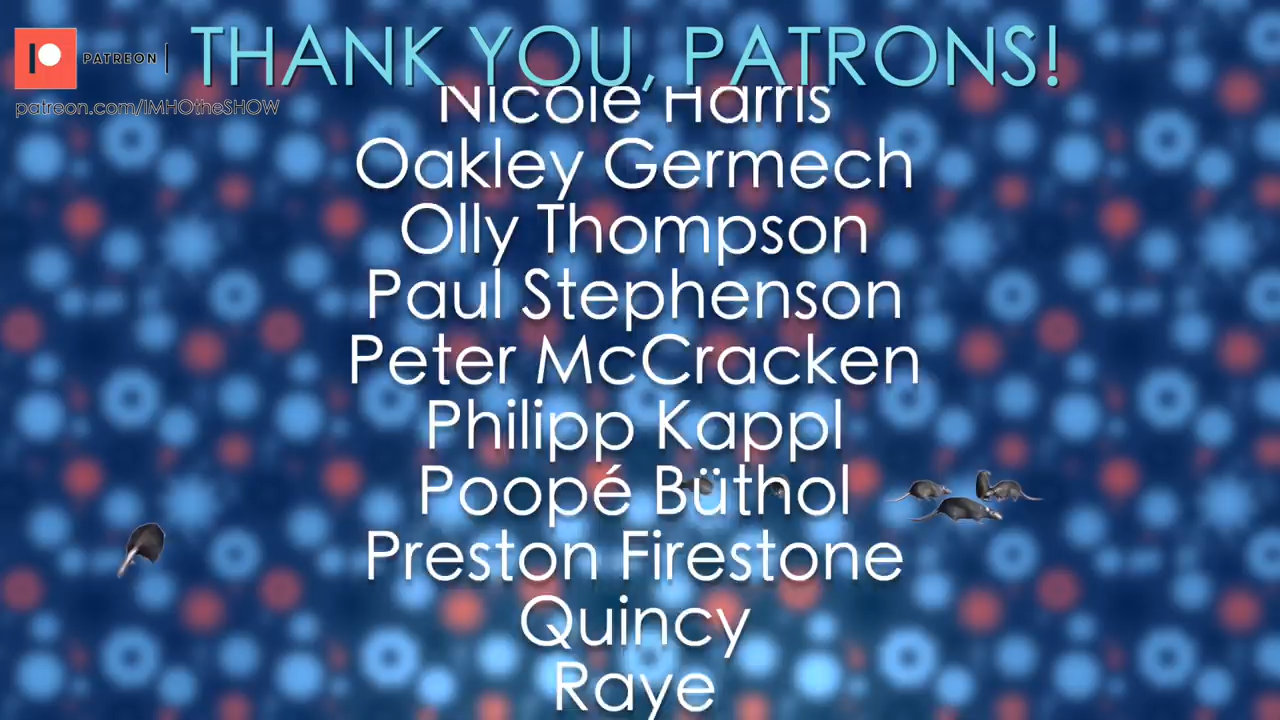 PATREON
THANK YOU, PATRONS!
patreon.com/IMHOtheSHOW
Nicole Harris
Oakley Germech
Olly Thompson
Paul Stephenson
Peter McCracken
Philipp Kappl
Poopé Büthol
Preston Firestone
Quincy
Raye